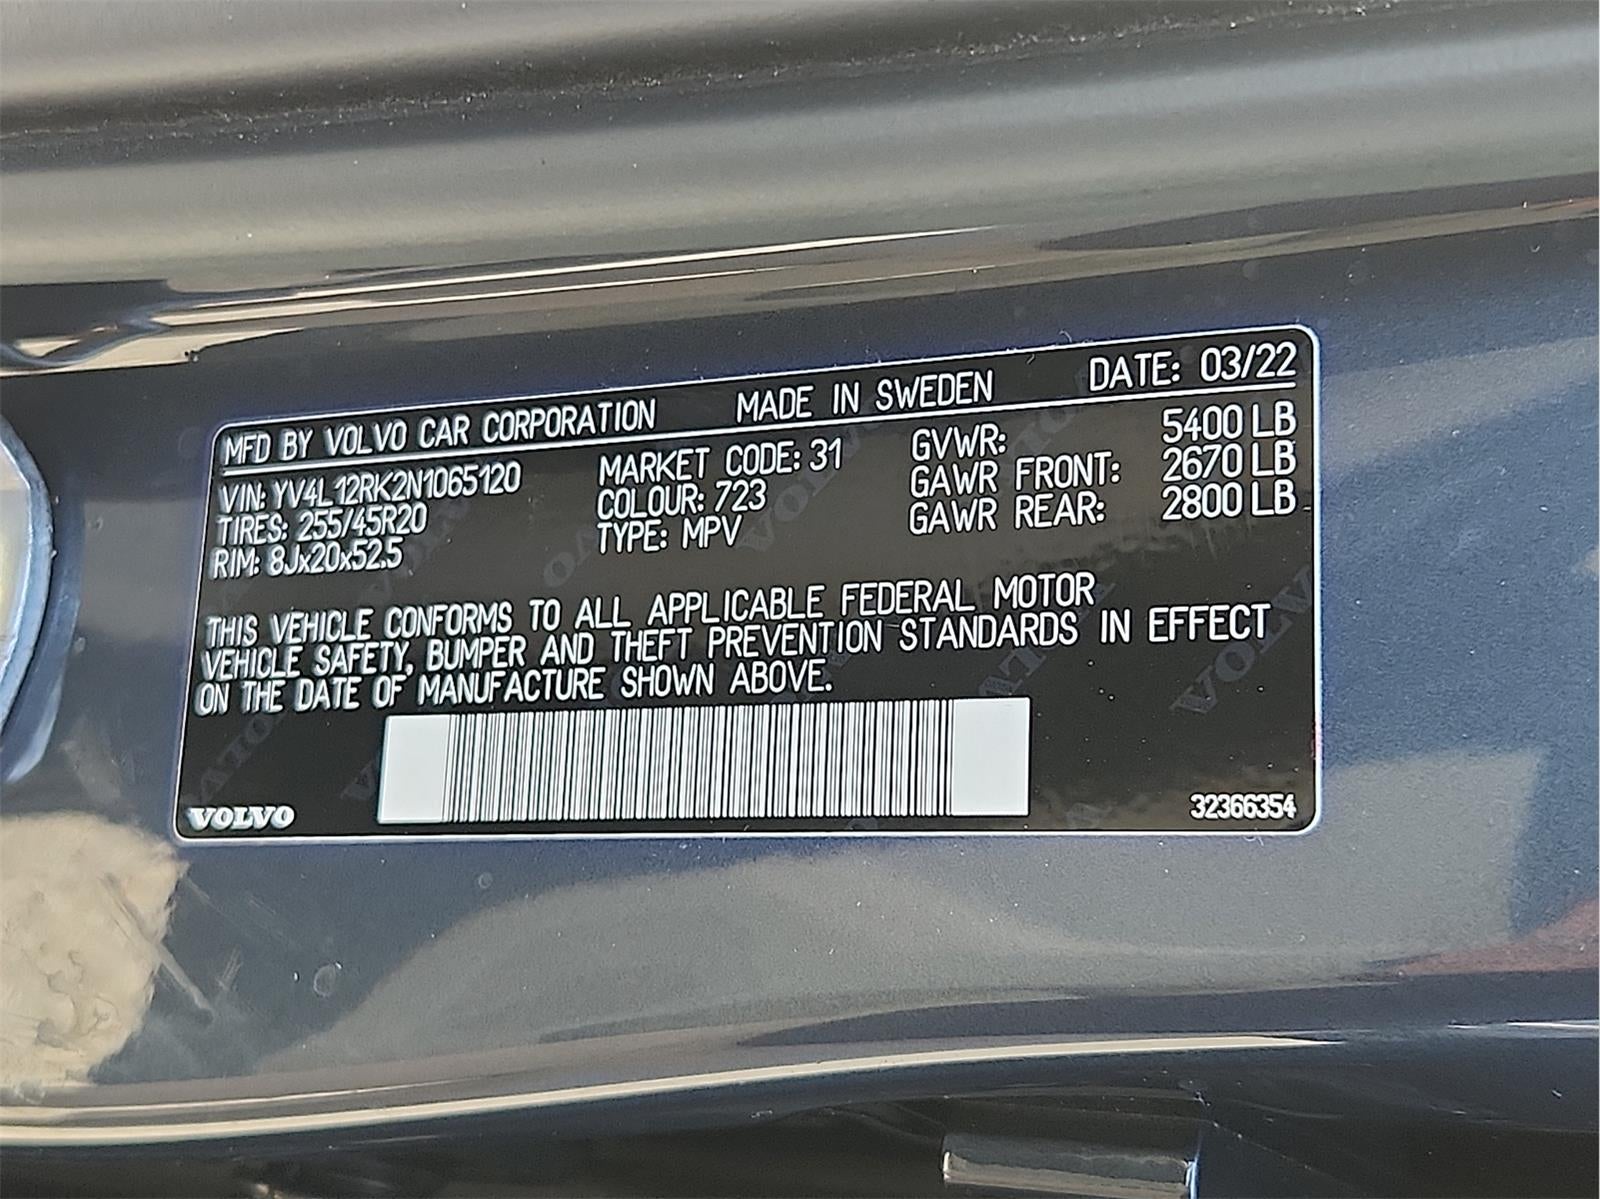 MFD BY VOLVO CAR CORPORATION MADE IN SWEDEN DATE: 03/22
VIN: YV4L12RK2N1065120 MARKET CODE: 31 GVWR: 5400 LB
TIRES: 255/45R20 COLOUR: 723 GAWR FRONT: 2670 LB
RIM: 8Jx20x52.5 TYPE: MPV GAWR REAR: 2800 LB
THIS VEHICLE CONFORMS TO ALL APPLICABLE FEDERAL MOTOR
VEHICLE SAFETY, BUMPER AND THEFT PREVENTION STANDARDS IN EFFECT
ON THE DATE OF MANUFACTURE SHOWN ABOVE.
VOLVO 32366354